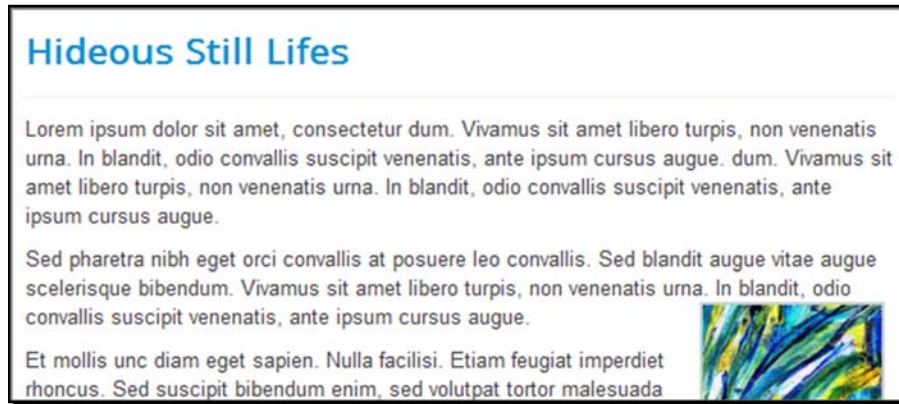 Hideous Still Lifes
Lorem ipsum dolor sit amet, consectetur dum. Vivamus sit amet libero turpis, non venenatis
urna. In blandit, odio convallis suscipit venenatis, ante ipsum cursus augue. dum. Vivamus sit
amet libero turpis, non venenatis urna. In blandit, odio convallis suscipit venenatis, ante
ipsum cursus augue.
Sed pharetra nibh eget orci convallis at posuere leo convallis. Sed blandit augue vitae augue
scelerisque bibendum. Vivamus sit amet libero turpis, non venenatis urna. In blandit, odio
convallis suscipit venenatis, ante ipsum cursus augue.
Et mollis unc diam eget sapien. Nulla facilisi. Etiam feugiat imperdiet
rhoncus. Sed suscipit bibendum enim, sed volutpat tortor malesuada